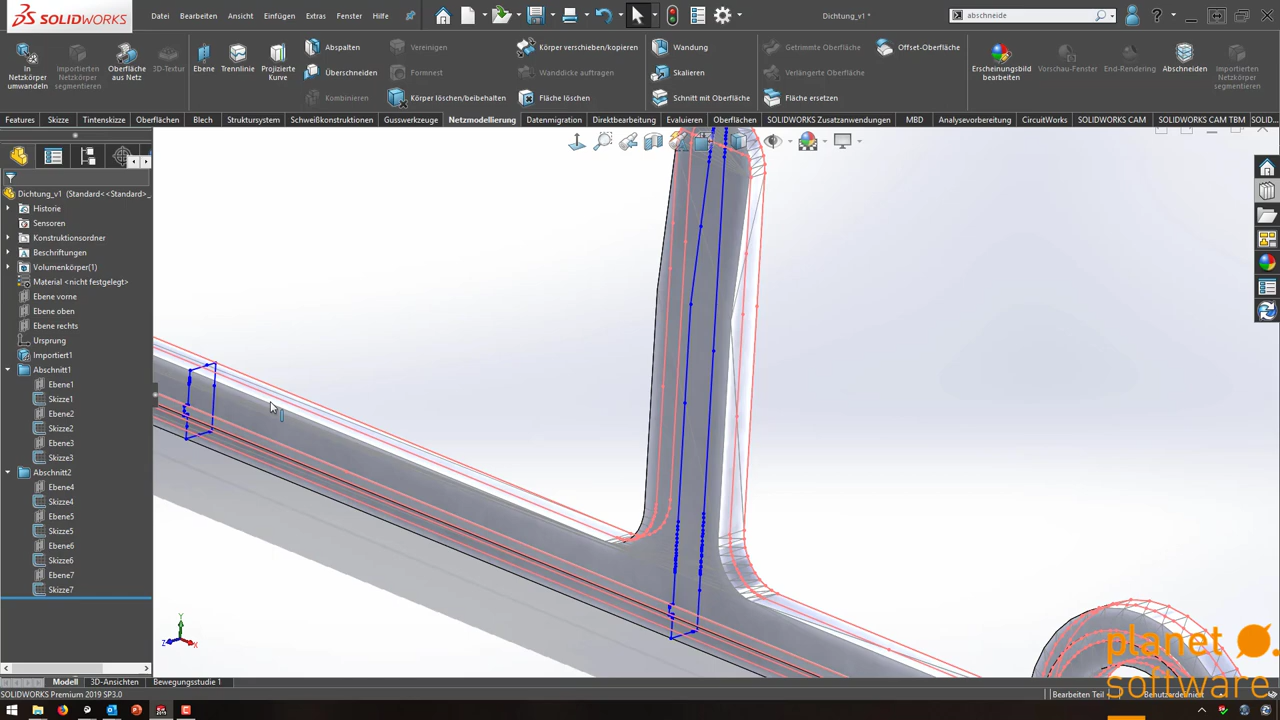 SOLIDWORKS
Datei Bearbeiten Ansicht Einfügen Extras Fenster Hilfe
Dichtung_v1 *
abschneide
In Netzkörper umwandeln
Importierten Netzkörper segmentieren
Oberfläche aus Netz
3D-Textur
Ebene
Trennlinie
Projizierte Kurve
Abspalten
Überschneiden
Kombinieren
Vereinigen
Formnest
Körper löschen/beibehalten
Körper verschieben/kopieren
Wanddicke auftragen
Fläche löschen
Wandung
Skalieren
Schnitt mit Oberfläche
Getrimmte Oberfläche
Verlängerte Oberfläche
Fläche ersetzen
Offset-Oberfläche
Erscheinungsbild bearbeiten
Vorschau-Fenster
End-Rendering
Abschneiden
Importierten Netzkörper segmentieren
Features Skizze Tintenskizze Oberflächen Blech Struktursystem Schweißkonstruktionen Gusswerkzeuge Netzmodellierung Datenmigration Direktbearbeitung Evaluieren Oberflächen SOLIDWORKS Zusatzanwendungen MBD Analysevorbereitung CircuitWorks SOLIDWORKS CAM SOLIDWORKS CAM TBM SOLID...
Dichtung_v1 (Standard<<Standard>_
Historie
Sensoren
Konstruktionsordner
Beschriftungen
Volumenkörper(1)
Material <nicht festgelegt>
Ebene vorne
Ebene oben
Ebene rechts
Ursprung
Importiert1
Abschnitt1
Ebene1
Skizze1
Ebene2
Skizze2
Ebene3
Skizze3
Abschnitt2
Ebene4
Skizze4
Ebene5
Skizze5
Ebene6
Skizze6
Ebene7
Skizze7
Y
Z X
planet
software
Modell 3D-Ansichten Bewegungsstudie 1
SOLIDWORKS Premium 2019 SP3.0
Bearbeiten Teil